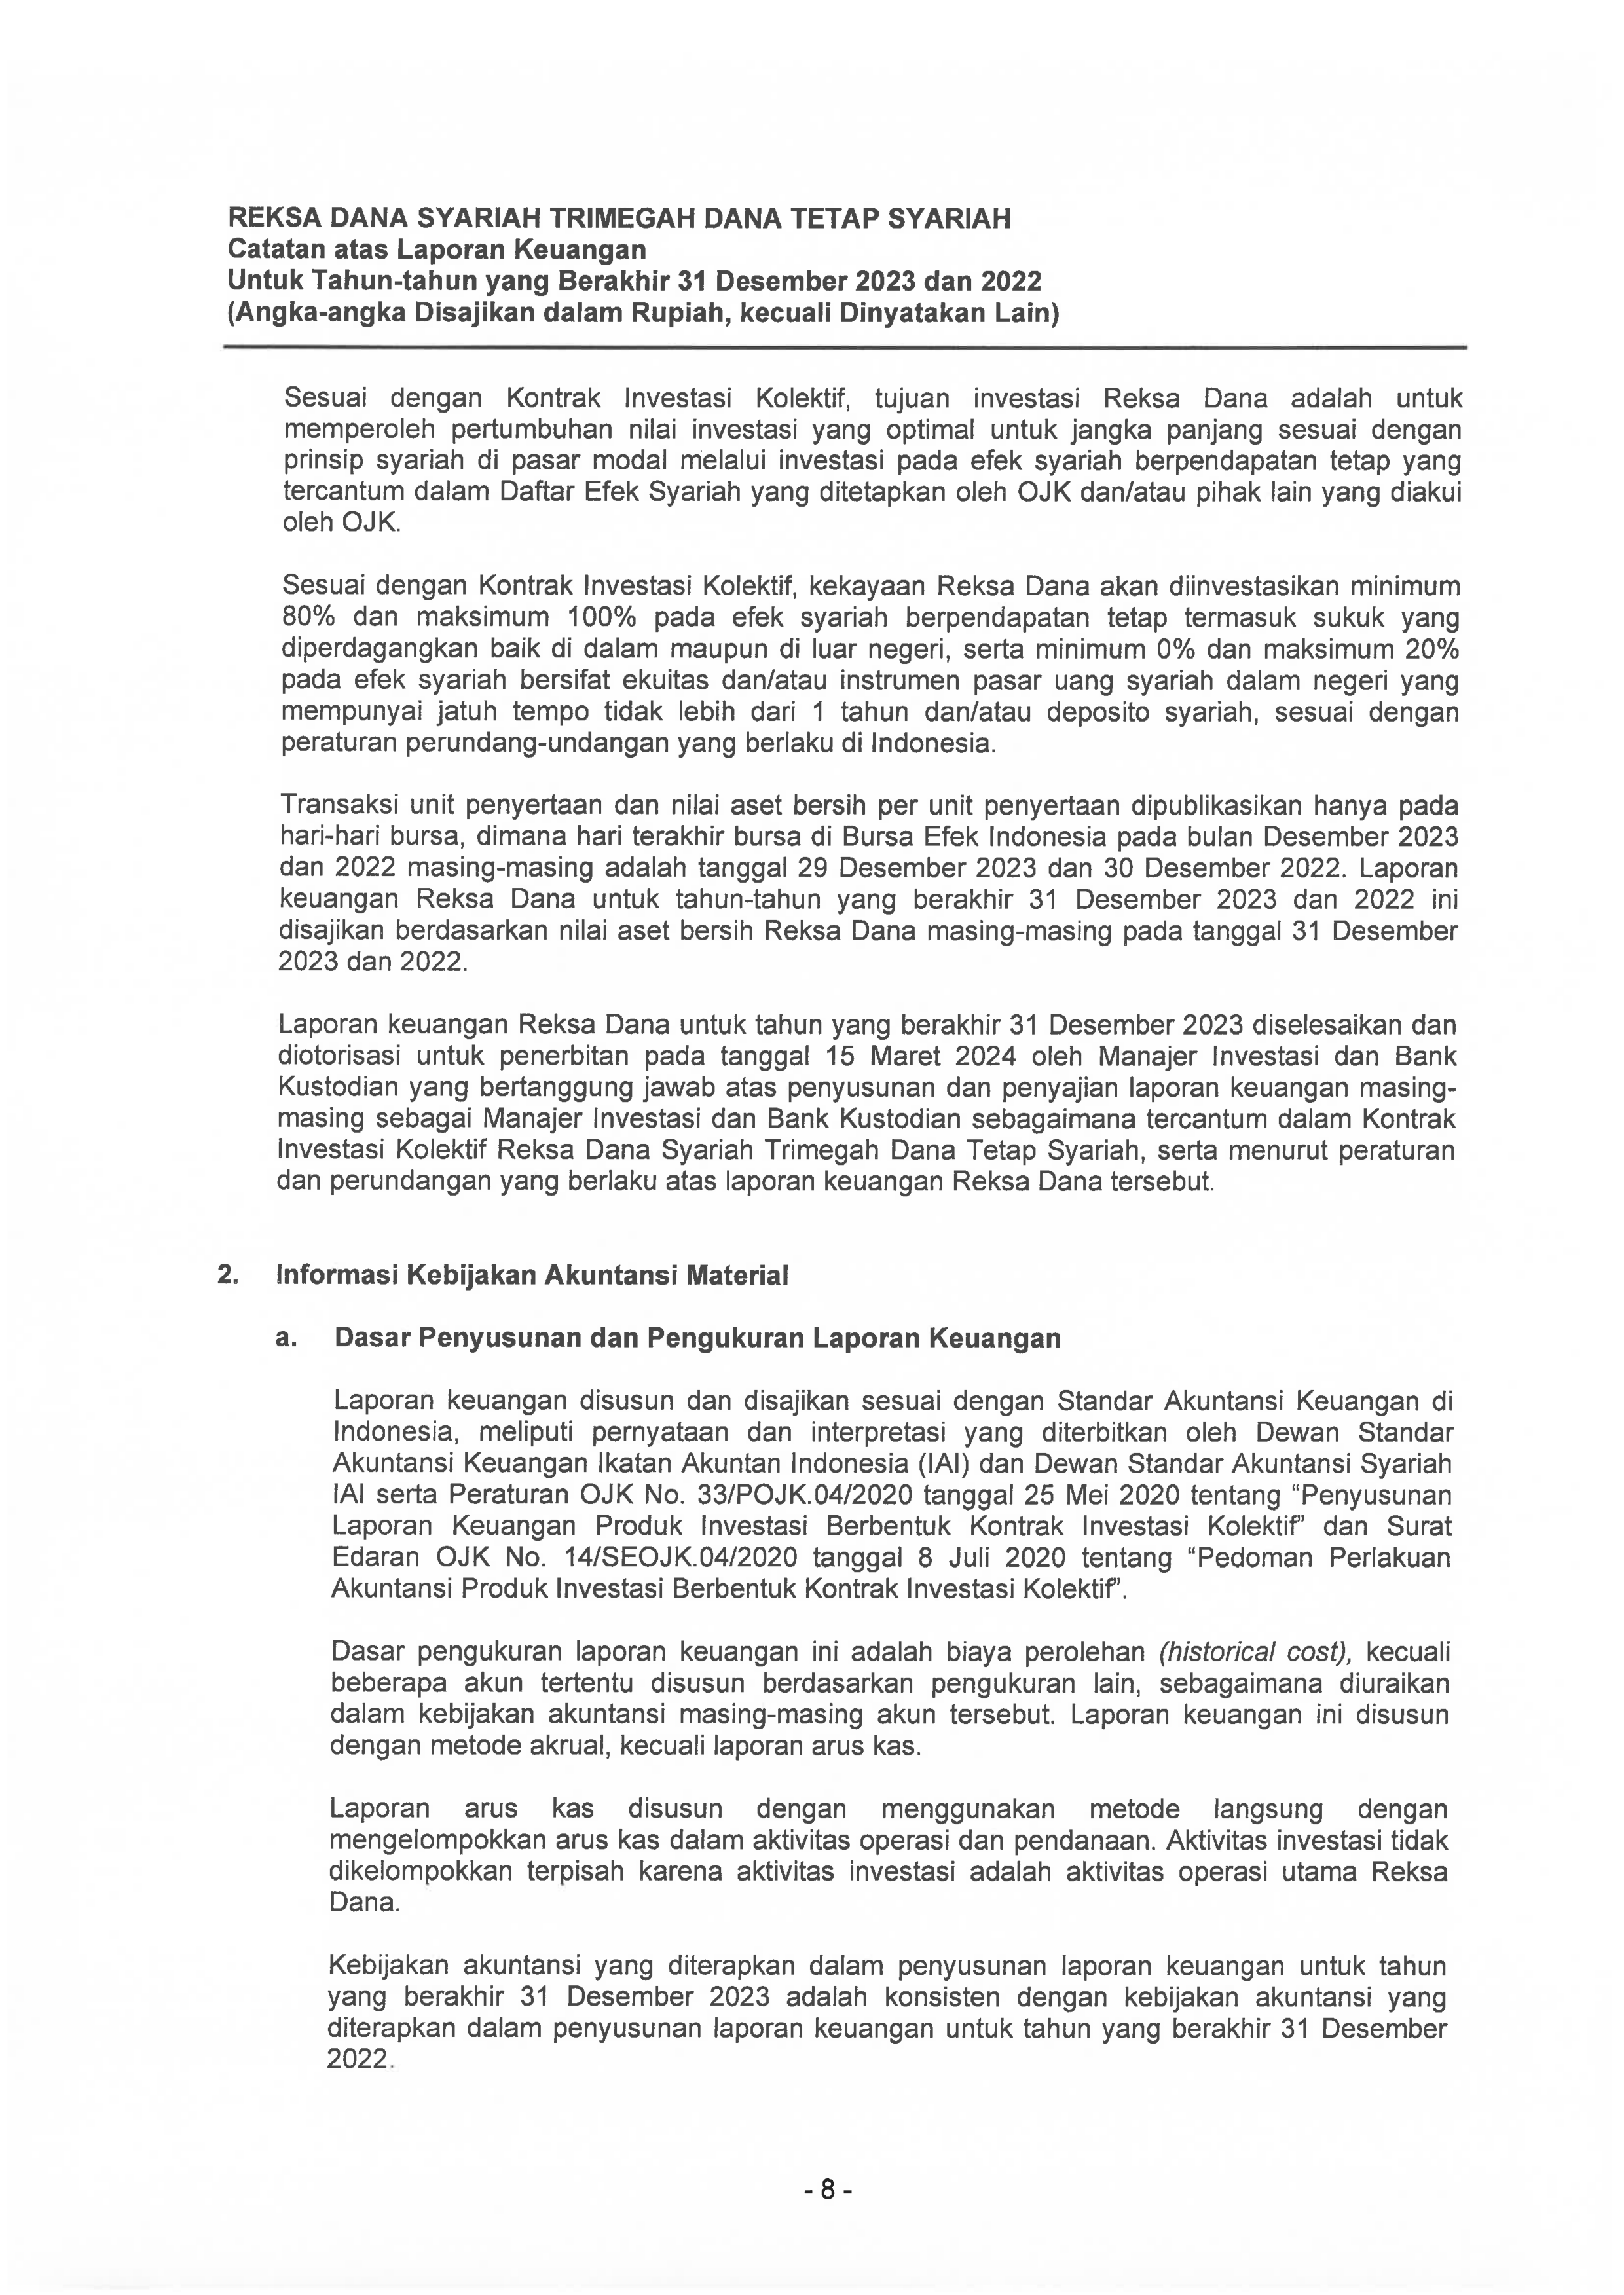 REKSA DANA SYARIAH TRIMEGAH DANA TETAP SYARIAH
Catatan atas Laporan Keuangan
Untuk Tahun-tahun yang Berakhir 31 Desember 2023 dan 2022
(Angka-angka Disajikan dalam Rupiah, kecuali Dinyatakan Lain)
Sesuai dengan Kontrak Investasi Kolektif, tujuan investasi Reksa Dana adalah untuk
memperoleh pertumbuhan nilai investasi yang optimal untuk jangka panjang sesuai dengan
prinsip syariah di pasar modal melalui investasi pada efek syariah berpendapatan tetap yang
tercantum dalam Daftar Efek Syariah yang ditetapkan oleh OJK dan/atau pihak lain yang diakui
oleh OJK.
Sesuai dengan Kontrak Investasi Kolektif, kekayaan Reksa Dana akan diinvestasikan minimum
80% dan maksimum 100% pada efek syariah berpendapatan tetap termasuk sukuk yang
diperdagangkan baik di dalam maupun di luar negeri, serta minimum 0% dan maksimum 20%
pada efek syariah bersifat ekuitas dan/atau instrumen pasar uang syariah dalam negeri yang
mempunyai jatuh tempo tidak lebih dari 1 tahun dan/atau deposito syariah, sesuai dengan
peraturan perundang-undangan yang berlaku di Indonesia.
Transaksi unit penyertaan dan nilai aset bersih per unit penyertaan dipublikasikan hanya pada
hari-hari bursa, dimana hari terakhir bursa di Bursa Efek Indonesia pada bulan Desember 2023
dan 2022 masing-masing adalah tanggal 29 Desember 2023 dan 30 Desember 2022. Laporan
keuangan Reksa Dana untuk tahun-tahun yang berakhir 31 Desember 2023 dan 2022 ini
disajikan berdasarkan nilai aset bersih Reksa Dana masing-masing pada tanggal 31 Desember
2023 dan 2022.
Laporan keuangan Reksa Dana untuk tahun yang berakhir 31 Desember 2023 diselesaikan dan
diotorisasi untuk penerbitan pada tanggal 15 Maret 2024 oleh Manajer Investasi dan Bank
Kustodian yang bertanggung jawab atas penyusunan dan penyajian laporan keuangan masing-
masing sebagai Manajer Investasi dan Bank Kustodian sebagaimana tercantum dalam Kontrak
Investasi Kolektif Reksa Dana Syariah Trimegah Dana Tetap Syariah, serta menurut peraturan
dan perundangan yang berlaku atas laporan keuangan Reksa Dana tersebut.
2. Informasi Kebijakan Akuntansi Material
a. Dasar Penyusunan dan Pengukuran Laporan Keuangan
Laporan keuangan disusun dan disajikan sesuai dengan Standar Akuntansi Keuangan di
Indonesia, meliputi pernyataan dan interpretasi yang diterbitkan oleh Dewan Standar
Akuntansi Keuangan Ikatan Akuntan Indonesia (IAI) dan Dewan Standar Akuntansi Syariah
IAI serta Peraturan OJK No. 33/POJK.04/2020 tanggal 25 Mei 2020 tentang “Penyusunan
Laporan Keuangan Produk Investasi Berbentuk Kontrak Investasi Kolektif” dan Surat
Edaran OJK No. 14/SEOJK.04/2020 tanggal 8 Juli 2020 tentang “Pedoman Perlakuan
Akuntansi Produk Investasi Berbentuk Kontrak Investasi Kolektif”.
Dasar pengukuran laporan keuangan ini adalah biaya perolehan (historical cost), kecuali
beberapa akun tertentu disusun berdasarkan pengukuran lain, sebagaimana diuraikan
dalam kebijakan akuntansi masing-masing akun tersebut. Laporan keuangan ini disusun
dengan metode akrual, kecuali laporan arus kas.
Laporan arus kas disusun dengan menggunakan metode langsung dengan
mengelompokkan arus kas dalam aktivitas operasi dan pendanaan. Aktivitas investasi tidak
dikelompokkan terpisah karena aktivitas investasi adalah aktivitas operasi utama Reksa
Dana.
Kebijakan akuntansi yang diterapkan dalam penyusunan laporan keuangan untuk tahun
yang berakhir 31 Desember 2023 adalah konsisten dengan kebijakan akuntansi yang
diterapkan dalam penyusunan laporan keuangan untuk tahun yang berakhir 31 Desember
2022.
- 8 -